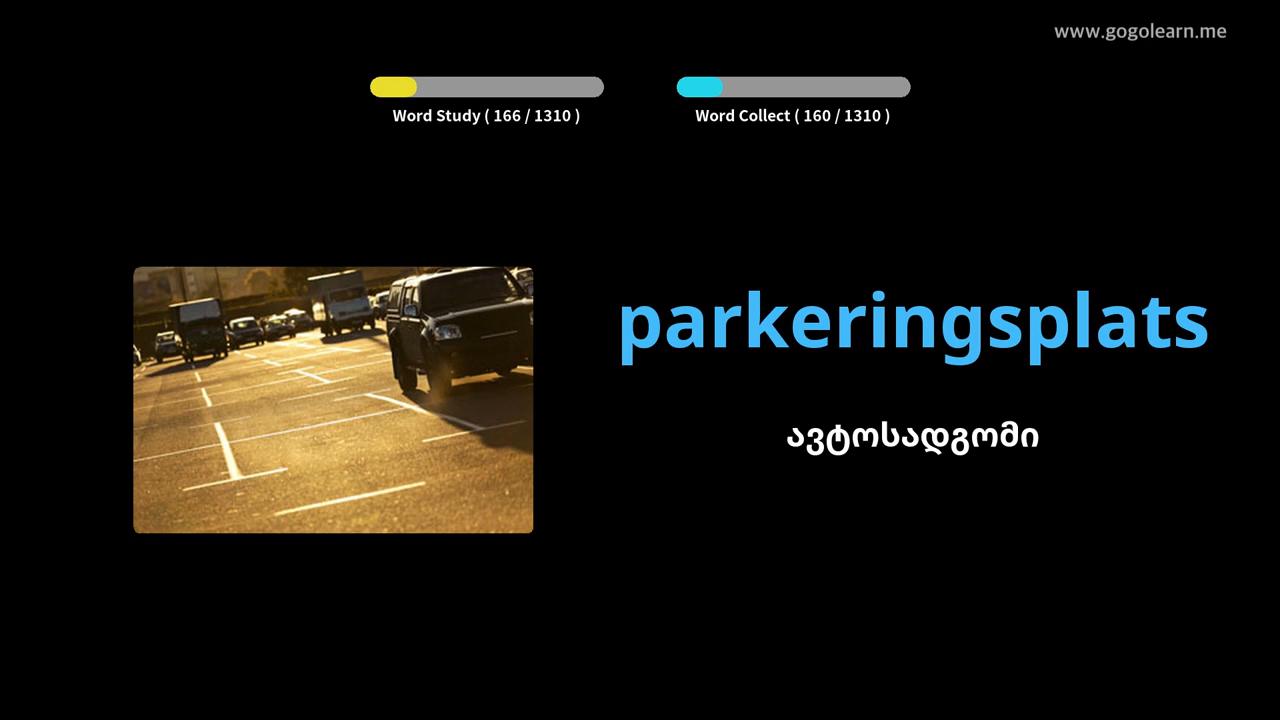 www.gogolearn.me
Word Study ( 166 / 1310 )
Word Collect ( 160 / 1310 )
parkeringsplats
ავტოსადგომი